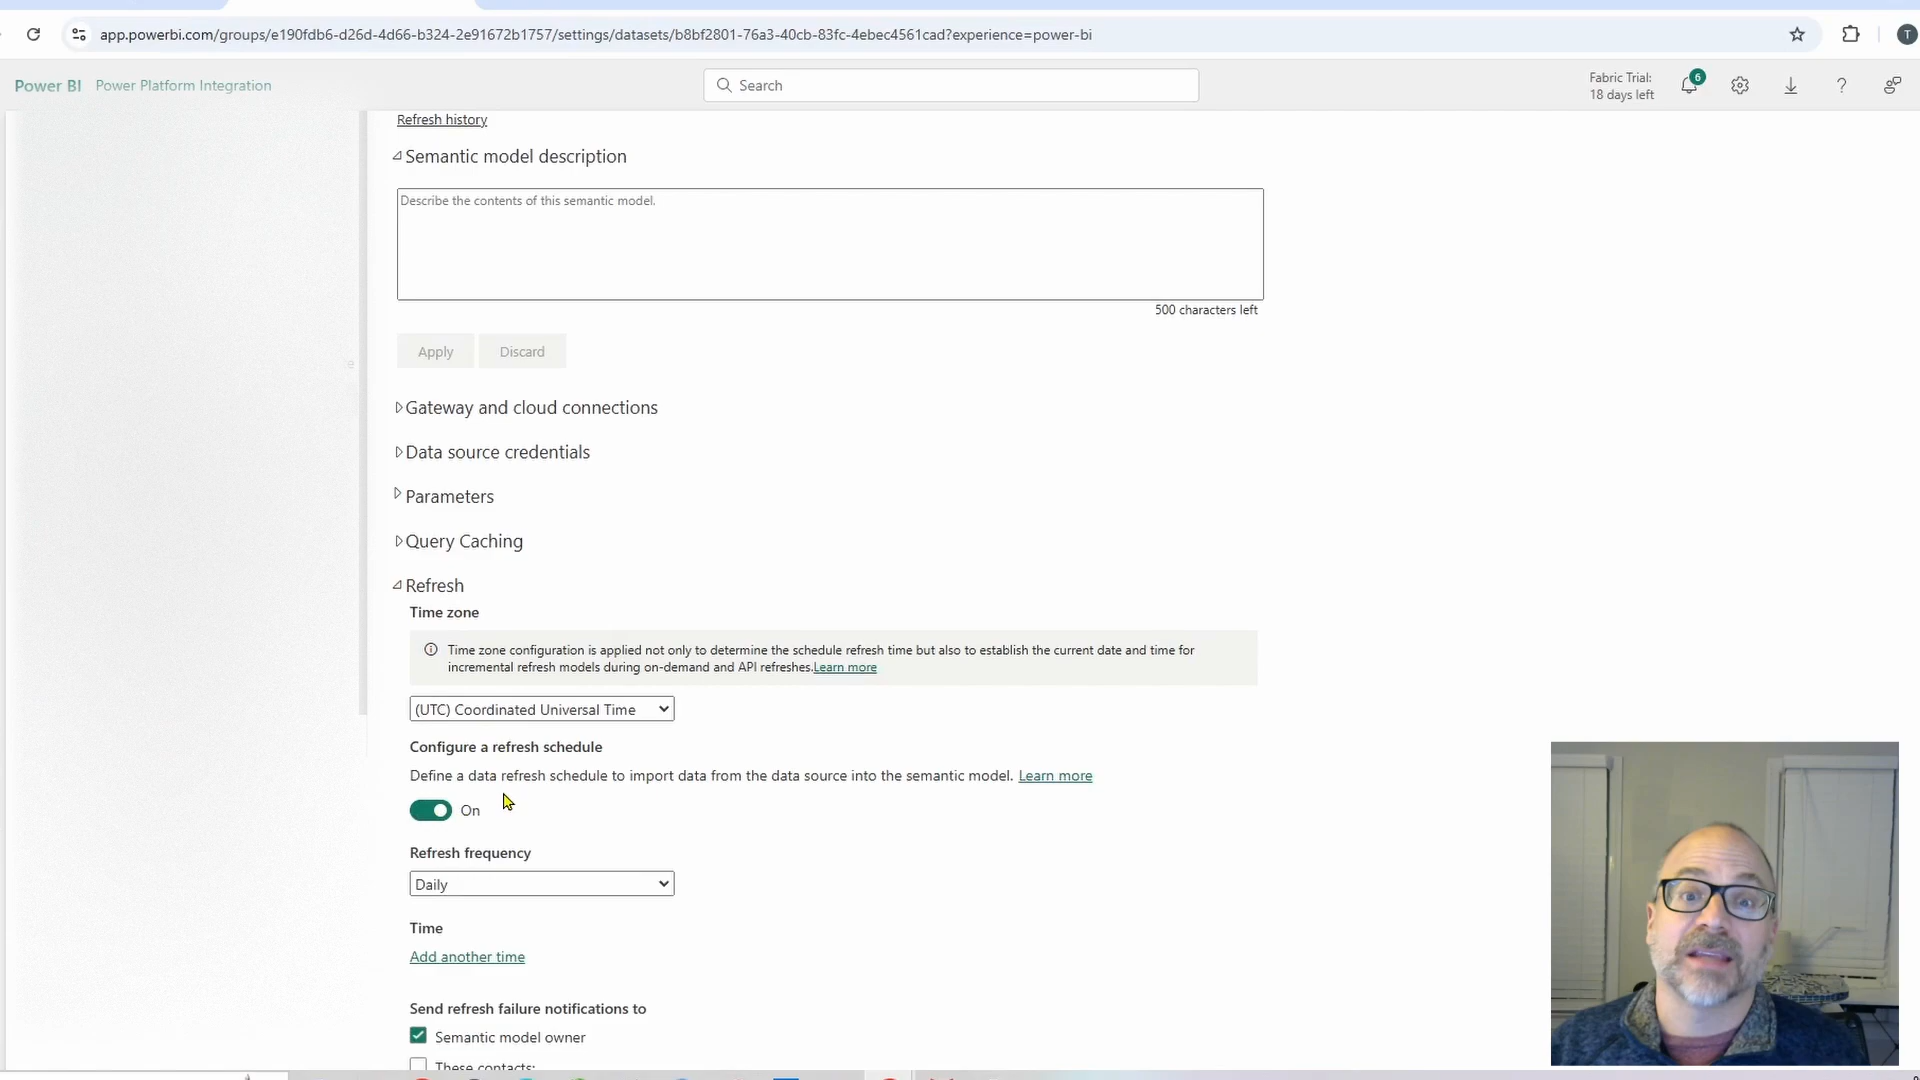 app.powerbi.com/groups/e190fdb6-d26d-4d66-b324-2e91672b1757/settings/datasets/b8bf2801-76a3-40cb-83fc-4ebec4561cad?experience=power-bi
T
Power BI Power Platform Integration
Search
Fabric Trial:
18 days left
6
?
Refresh history
Semantic model description
Describe the contents of this semantic model.
500 characters left
Apply Discard
e
Gateway and cloud connections
Data source credentials
Parameters
Query Caching
Refresh
Time zone
Time zone configuration is applied not only to determine the schedule refresh time but also to establish the current date and time for
incremental refresh models during on-demand and API refreshes.Learn more
(UTC) Coordinated Universal Time
Configure a refresh schedule
Define a data refresh schedule to import data from the data source into the semantic model. Learn more
On
Refresh frequency
Daily
Time
Add another time
Send refresh failure notifications to
Semantic model owner
These contacts: